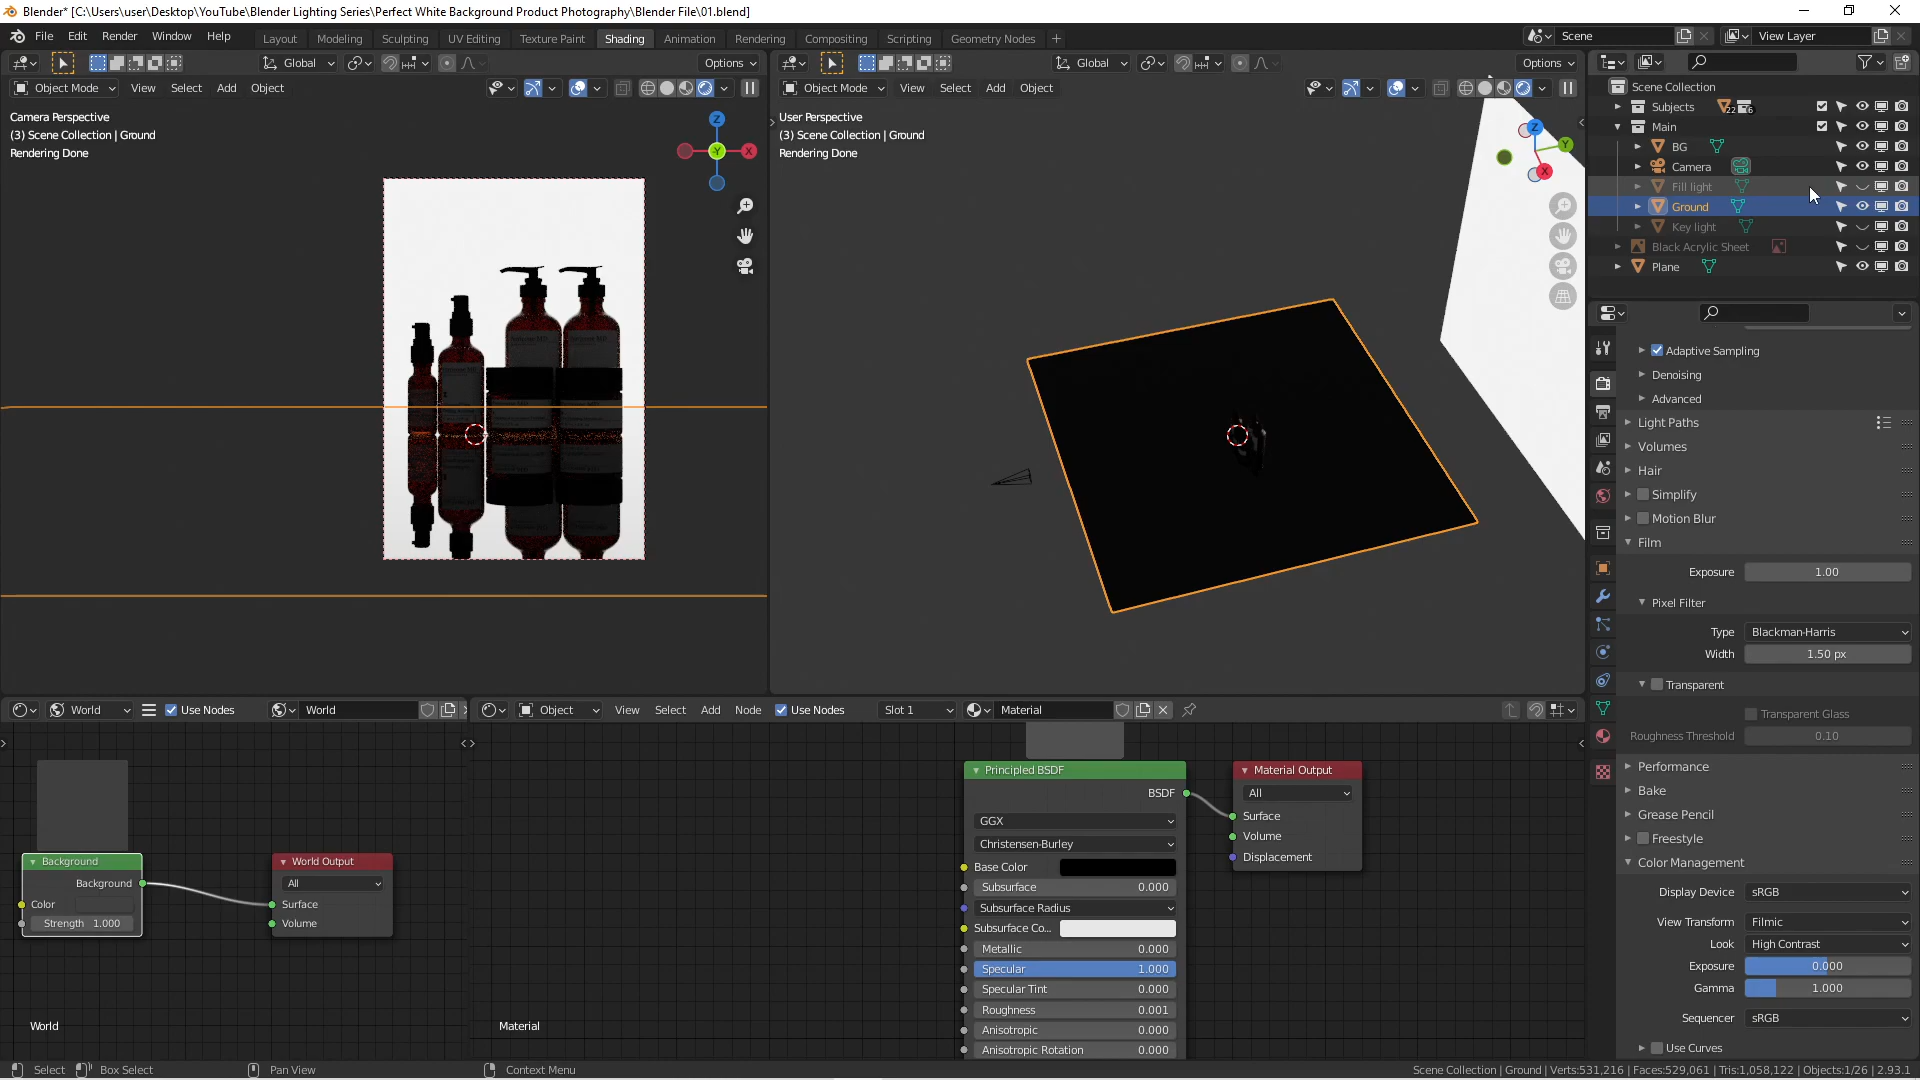 Blender* [C:\Users\user\Desktop\YouTube\Blender Lighting Series\Perfect White Background Product Photography\Blender File\01.blend]
File Edit Render Window Help Layout Modeling Sculpting UV Editing Texture Paint Shading Animation Rendering Compositing Scripting Geometry Nodes + Scene View Layer
Global Options Global Options
Object Mode View Select Add Object Object Mode View Select Add Object
Camera Perspective
(3) Scene Collection | Ground
Rendering Done
Z
Y
X
User Perspective
(3) Scene Collection | Ground
Rendering Done
Z
Y
X
Scene Collection
Subjects 22 6
Main
BG
Camera
Fill light
Ground
Key light
Black Acrylic Sheet
Plane
Adaptive Sampling
Denoising
Advanced
Light Paths
Volumes
Hair
Simplify
Motion Blur
Film
Exposure 1.00
Pixel Filter
Type Blackman-Harris
Width 1.50 px
Transparent
Transparent Glass
Roughness Threshold 0.10
Performance
Bake
Grease Pencil
Freestyle
Color Management
Display Device sRGB
View Transform Filmic
Look High Contrast
Exposure 0.000
Gamma 1.000
Sequencer sRGB
Use Curves
World Use Nodes World
Background
Background
Color
Strength 1.000
World Output
All
Surface
Volume
World
Object View Select Add Node Use Nodes Slot 1 Material
Principled BSDF
BSDF
GGX
Christensen-Burley
Base Color
Subsurface 0.000
Subsurface Radius
Subsurface Co...
Metallic 0.000
Specular 1.000
Specular Tint 0.000
Roughness 0.001
Anisotropic 0.000
Anisotropic Rotation 0.000
Material Output
All
Surface
Volume
Displacement
Material
Select Box Select Pan View Context Menu Scene Collection | Ground | Verts:531,216 | Faces:529,061 | Tris:1,058,122 | Objects:1/26 | 2.93.1